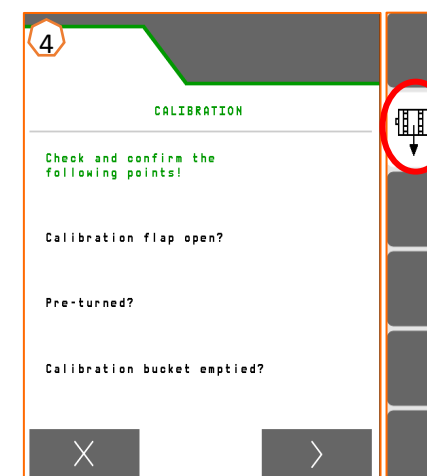 4
CALIBRATION
Check and confirm the
following points!
Calibration flap open?
Pre-turned?
Calibration bucket emptied?